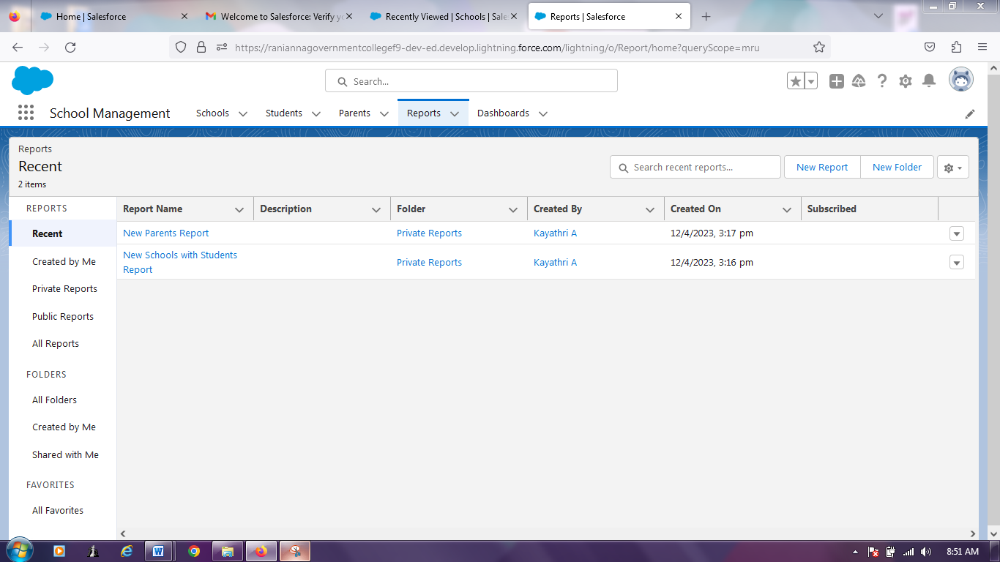 Home | Salesforce
Welcome to Salesforce: Verify yo
Recently Viewed | Schools | Sale
Reports | Salesforce
https://raniannagovernmentcollegef9-dev-ed.develop.lightning.force.com/lightning/o/Report/home?queryScope=mru
Search...
School Management
Schools
Students
Parents
Reports
Dashboards
Reports
Recent
2 items
Search recent reports...
New Report
New Folder
REPORTS
Report Name
Description
Folder
Created By
Created On
Subscribed
Recent
New Parents Report
Private Reports
Kayathri A
12/4/2023, 3:17 pm
Created by Me
New Schools with Students
Report
Private Reports
Kayathri A
12/4/2023, 3:16 pm
Private Reports
Public Reports
All Reports
FOLDERS
All Folders
Created by Me
Shared with Me
FAVORITES
All Favorites
8:51 AM